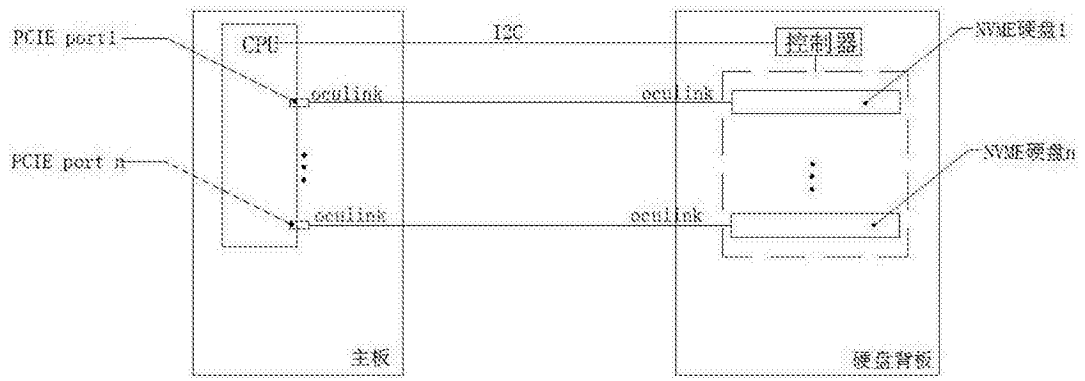 PCIE port1
CPU
I2C
控制器
NVME硬盘1
oculink
oculink
PCIE port n
NVME硬盘n
oculink
oculink
主板
硬盘背板